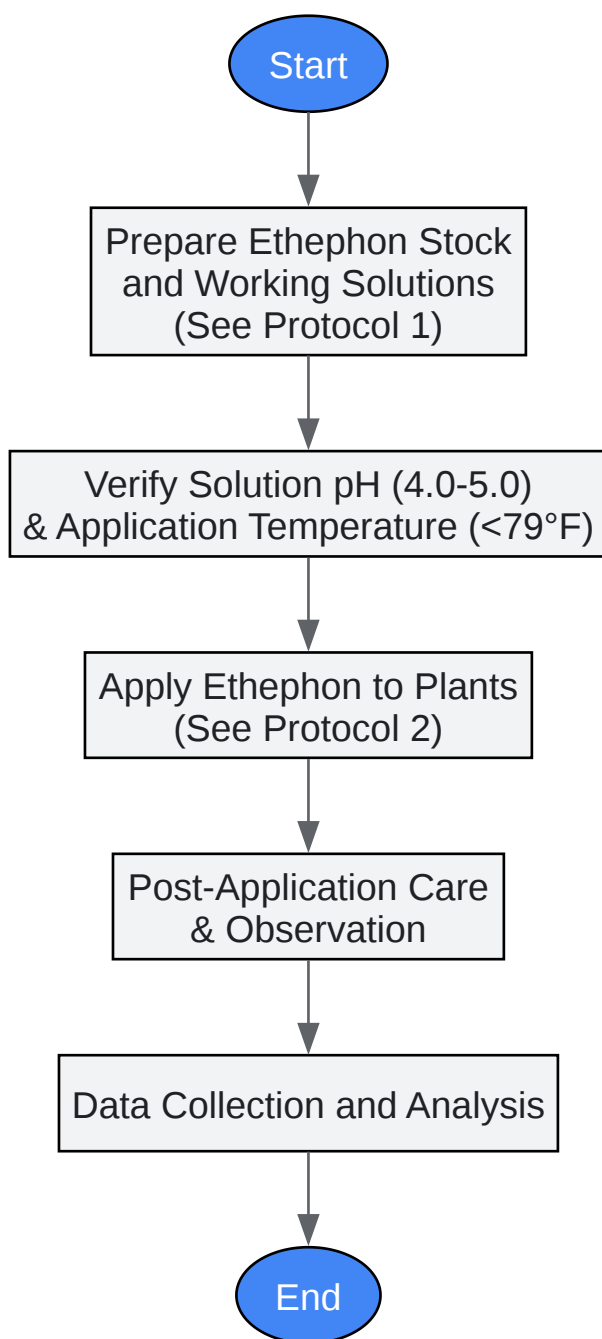 Start
Prepare Ethephon Stock
and Working Solutions
(See Protocol 1)
Verify Solution pH (4.0-5.0)
& Application Temperature (<79°F)
Apply Ethephon to Plants
(See Protocol 2)
Post-Application Care
& Observation
Data Collection and Analysis
End